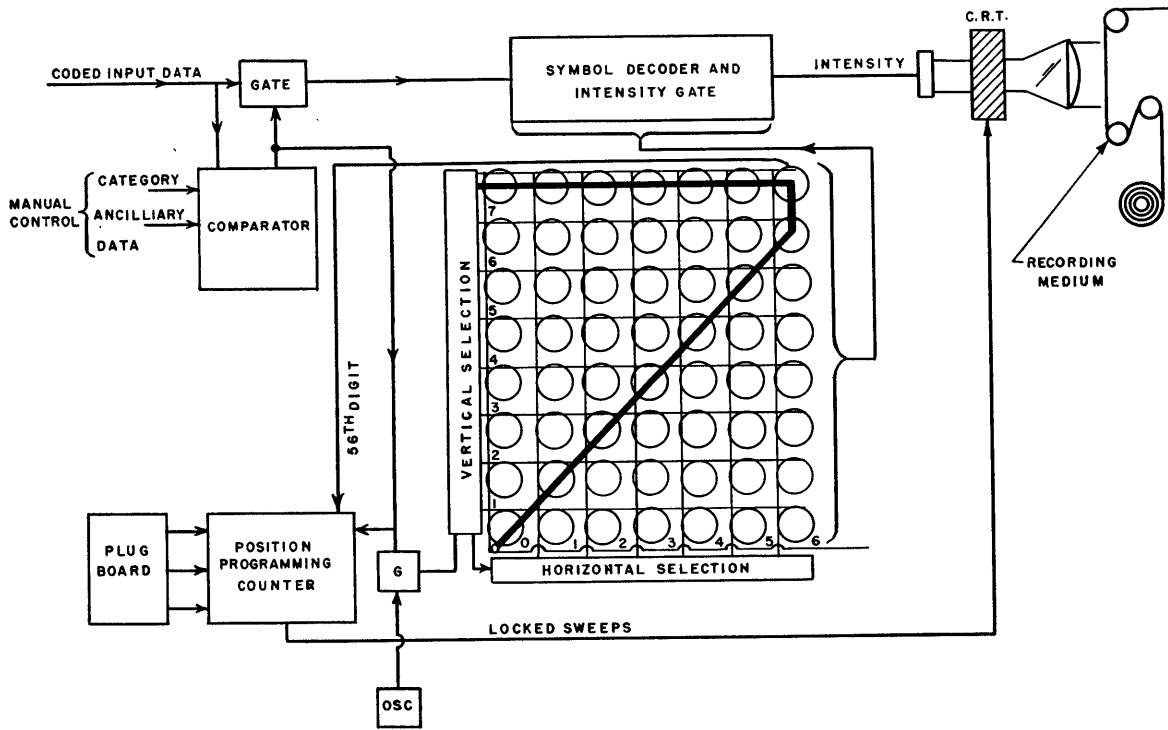 C.R.T.
CODED INPUT DATA
GATE
SYMBOL DECODER AND
INTENSITY GATE
INTENSITY
MANUAL
CONTROL
CATEGORY
ANCILLIARY
DATA
COMPARATOR
RECORDING
MEDIUM
VERTICAL SELECTION
7
6
5
4
3
2
1
0 1 2 3 4 5 6
HORIZONTAL SELECTION
56TH DIGIT
PLUG
BOARD
POSITION
PROGRAMMING
COUNTER
G
LOCKED SWEEPS
OSC